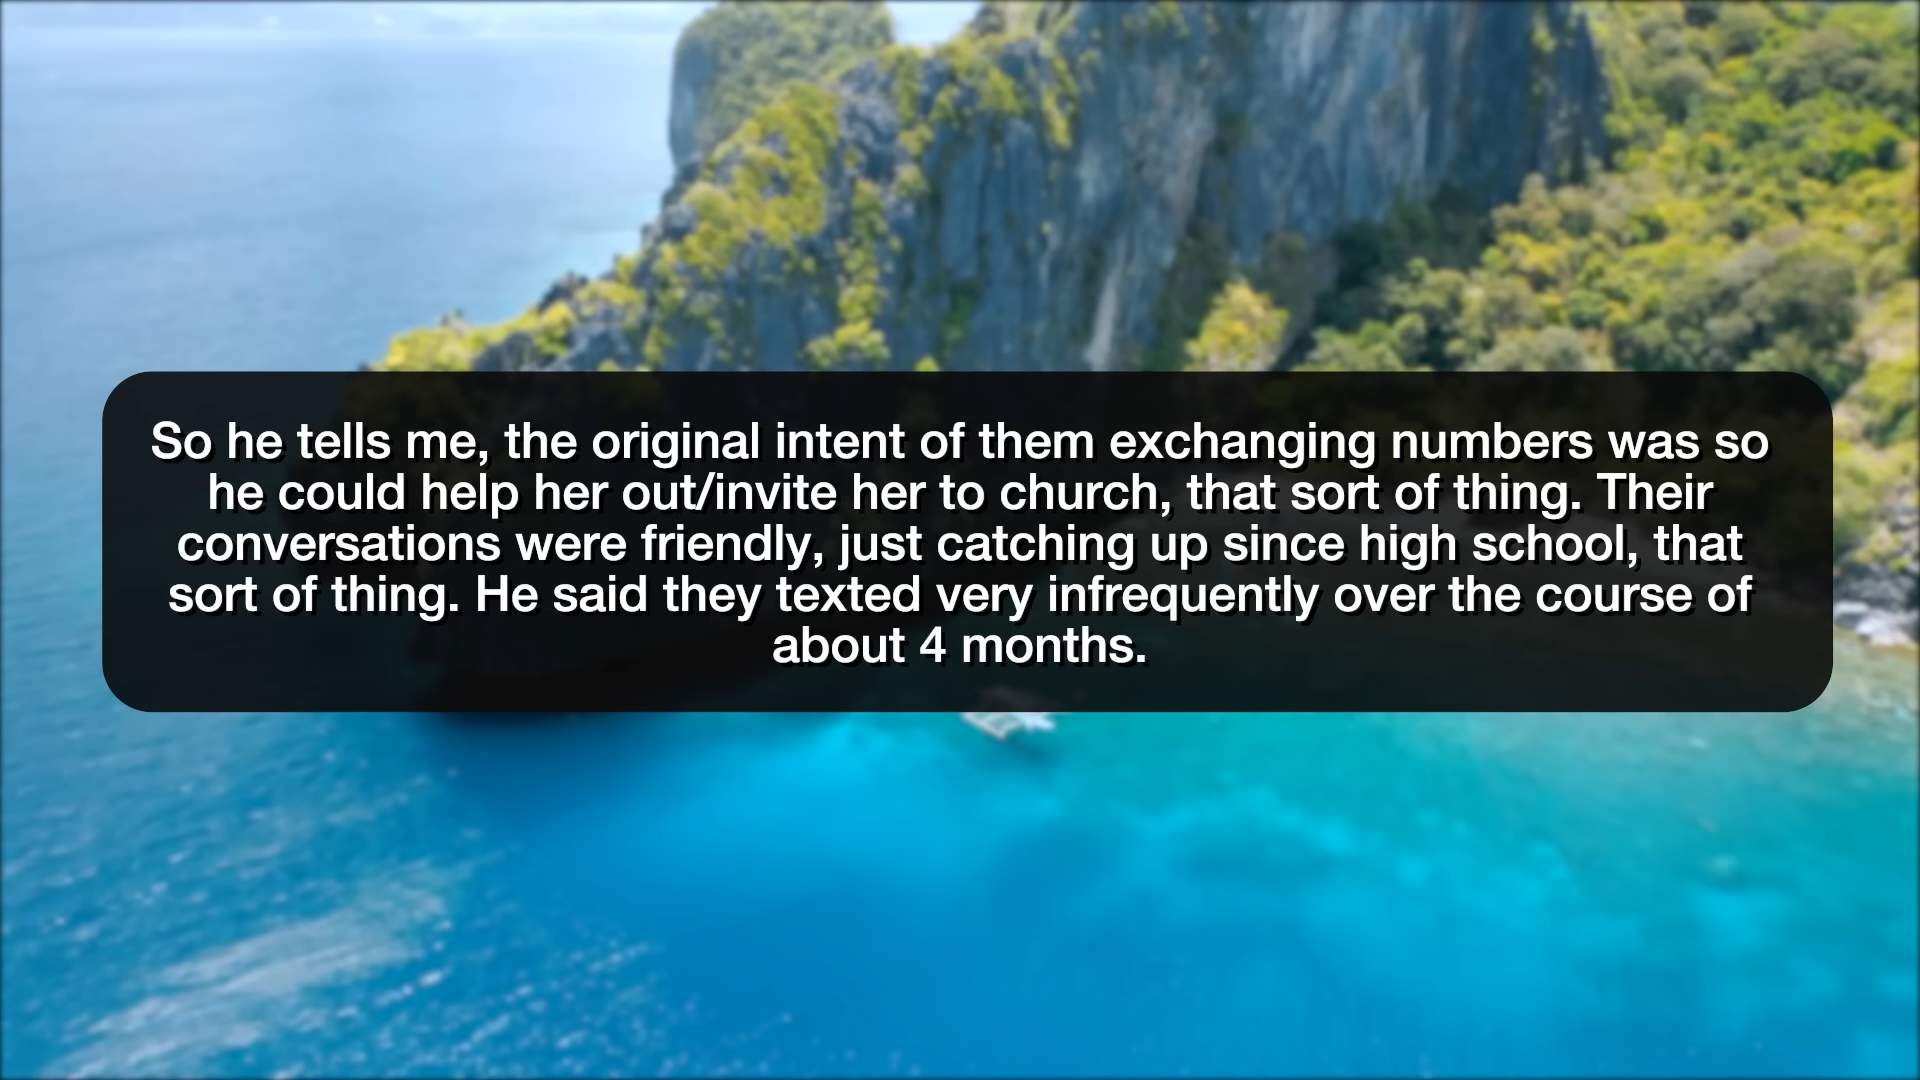 So he tells me, the original intent of them exchanging numbers was so
he could help her out/invite her to church, that sort of thing. Their
conversations were friendly, just catching up since high school, that
sort of thing. He said they texted very infrequently over the course of
about 4 months.